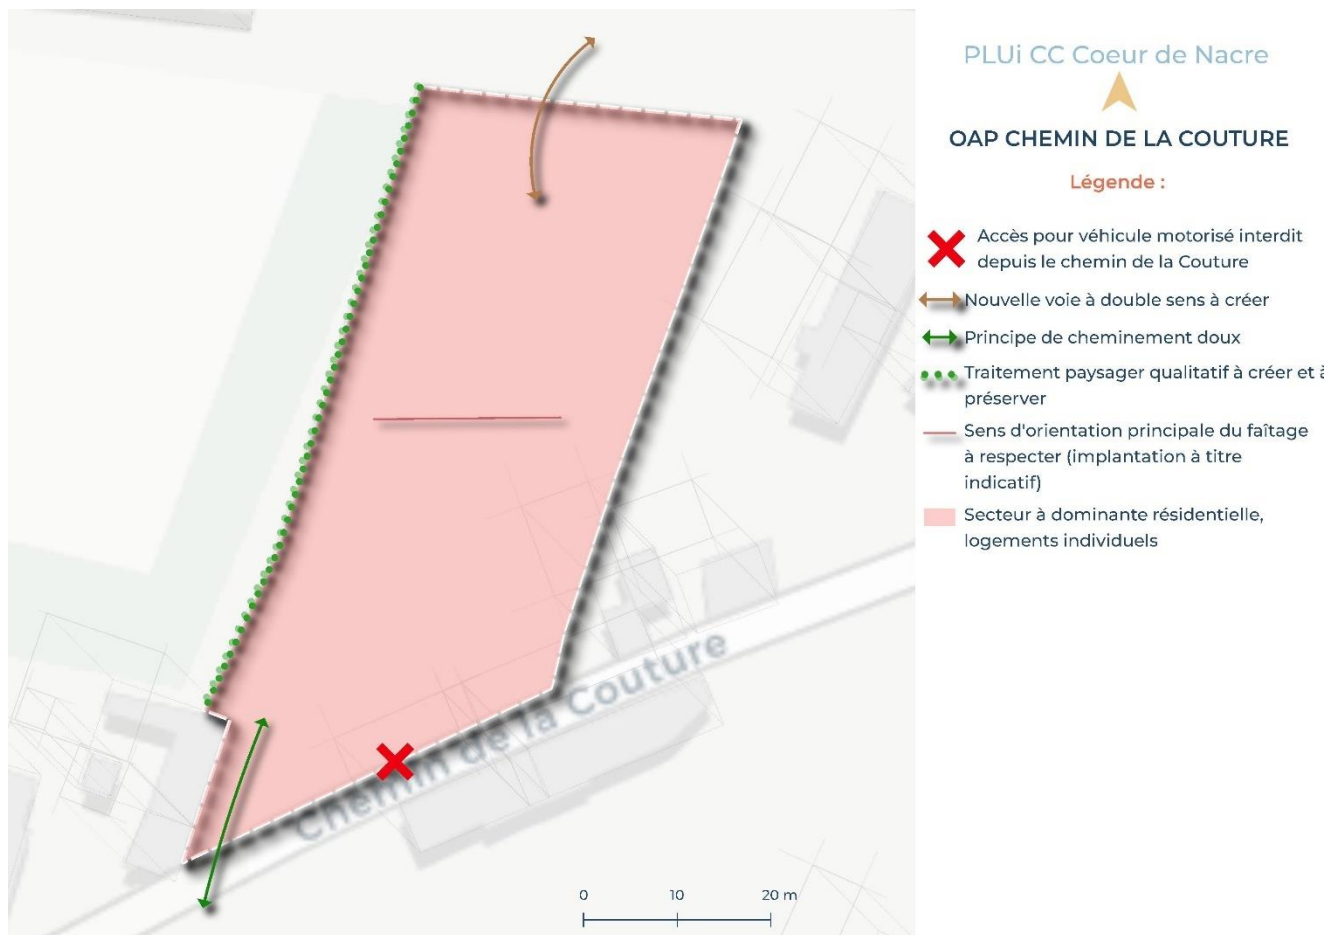 PLUi CC Coeur de Nacre
OAP CHEMIN DE LA COUTURE
Légende :
Accès pour véhicule motorisé interdit
depuis le chemin de la Couture
Nouvelle voie à double sens à créer
Principe de cheminement doux
Traitement paysager qualitatif à créer et à
préserver
Sens d'orientation principale du faîtage
à respecter (implantation à titre
indicatif)
Secteur à dominante résidentielle,
logements individuels
Chemin de la Couture
0 10 20 m